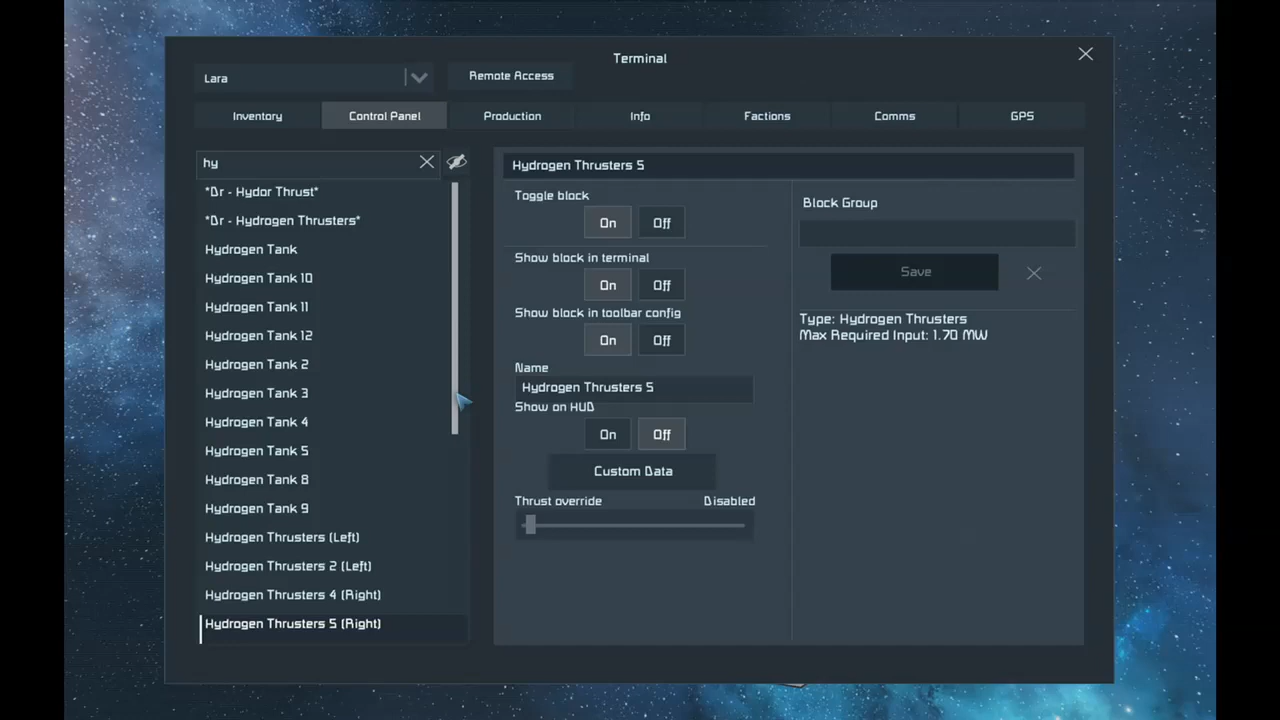 Terminal
Lara
Remote Access
Inventory
Control Panel
Production
Info
Factions
Comms
GPS
hy
*Dr - Hydor Thrust*
*Dr - Hydrogen Thrusters*
Hydrogen Tank
Hydrogen Tank 10
Hydrogen Tank 11
Hydrogen Tank 12
Hydrogen Tank 2
Hydrogen Tank 3
Hydrogen Tank 4
Hydrogen Tank 5
Hydrogen Tank 8
Hydrogen Tank 9
Hydrogen Thrusters (Left)
Hydrogen Thrusters 2 (Left)
Hydrogen Thrusters 4 (Right)
Hydrogen Thrusters 5 (Right)
Hydrogen Thrusters 5
Toggle block
On Off
Show block in terminal
On Off
Show block in toolbar config
On Off
Name
Hydrogen Thrusters 5
Show on HUD
On Off
Custom Data
Thrust override Disabled
Block Group
Save
Type: Hydrogen Thrusters
Max Required Input: 1.70 MW